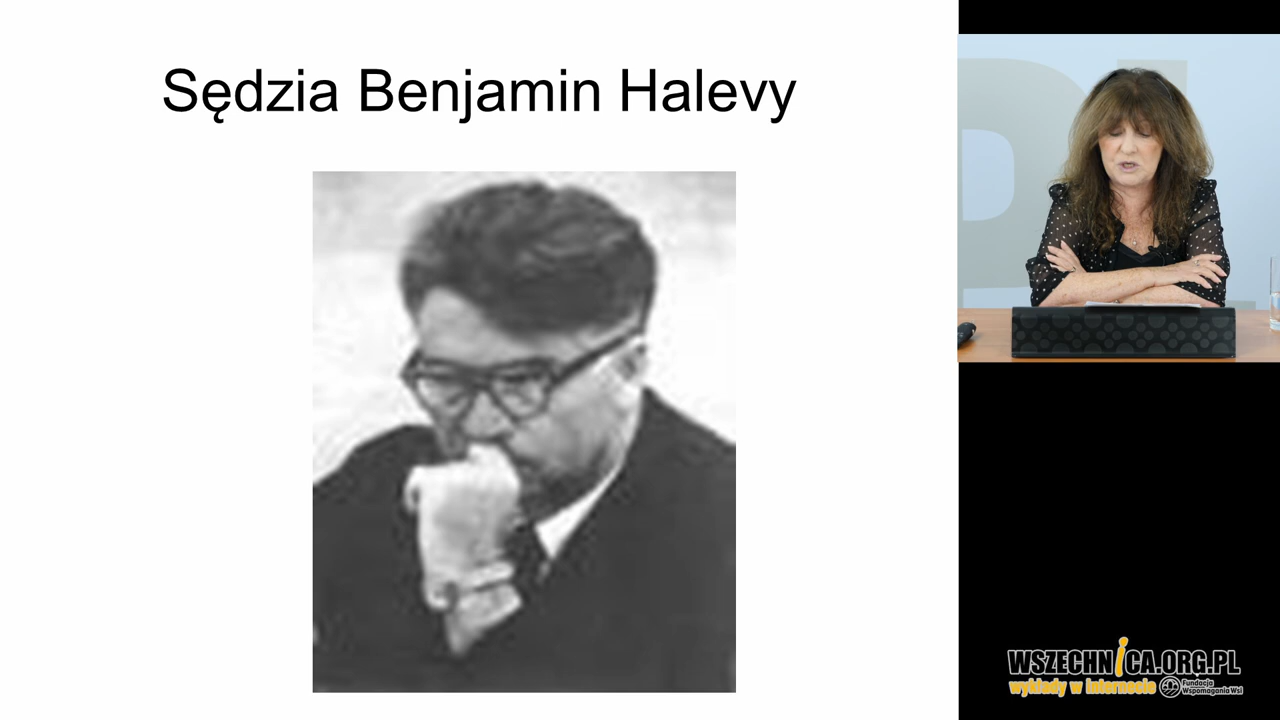 Sędzia Benjamin Halevy
WSZECHNICA.ORG.PL
wykłady w internecie
Fundacja
Wspomagania Wsi